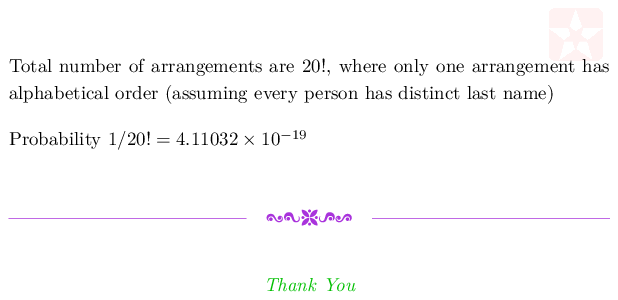 Total number of arrangements are 20!, where only one arrangement has
alphabetical order (assuming every person has distinct last name)
Probability 1/20! = 4.11032 × 10⁻¹⁹
Thank You